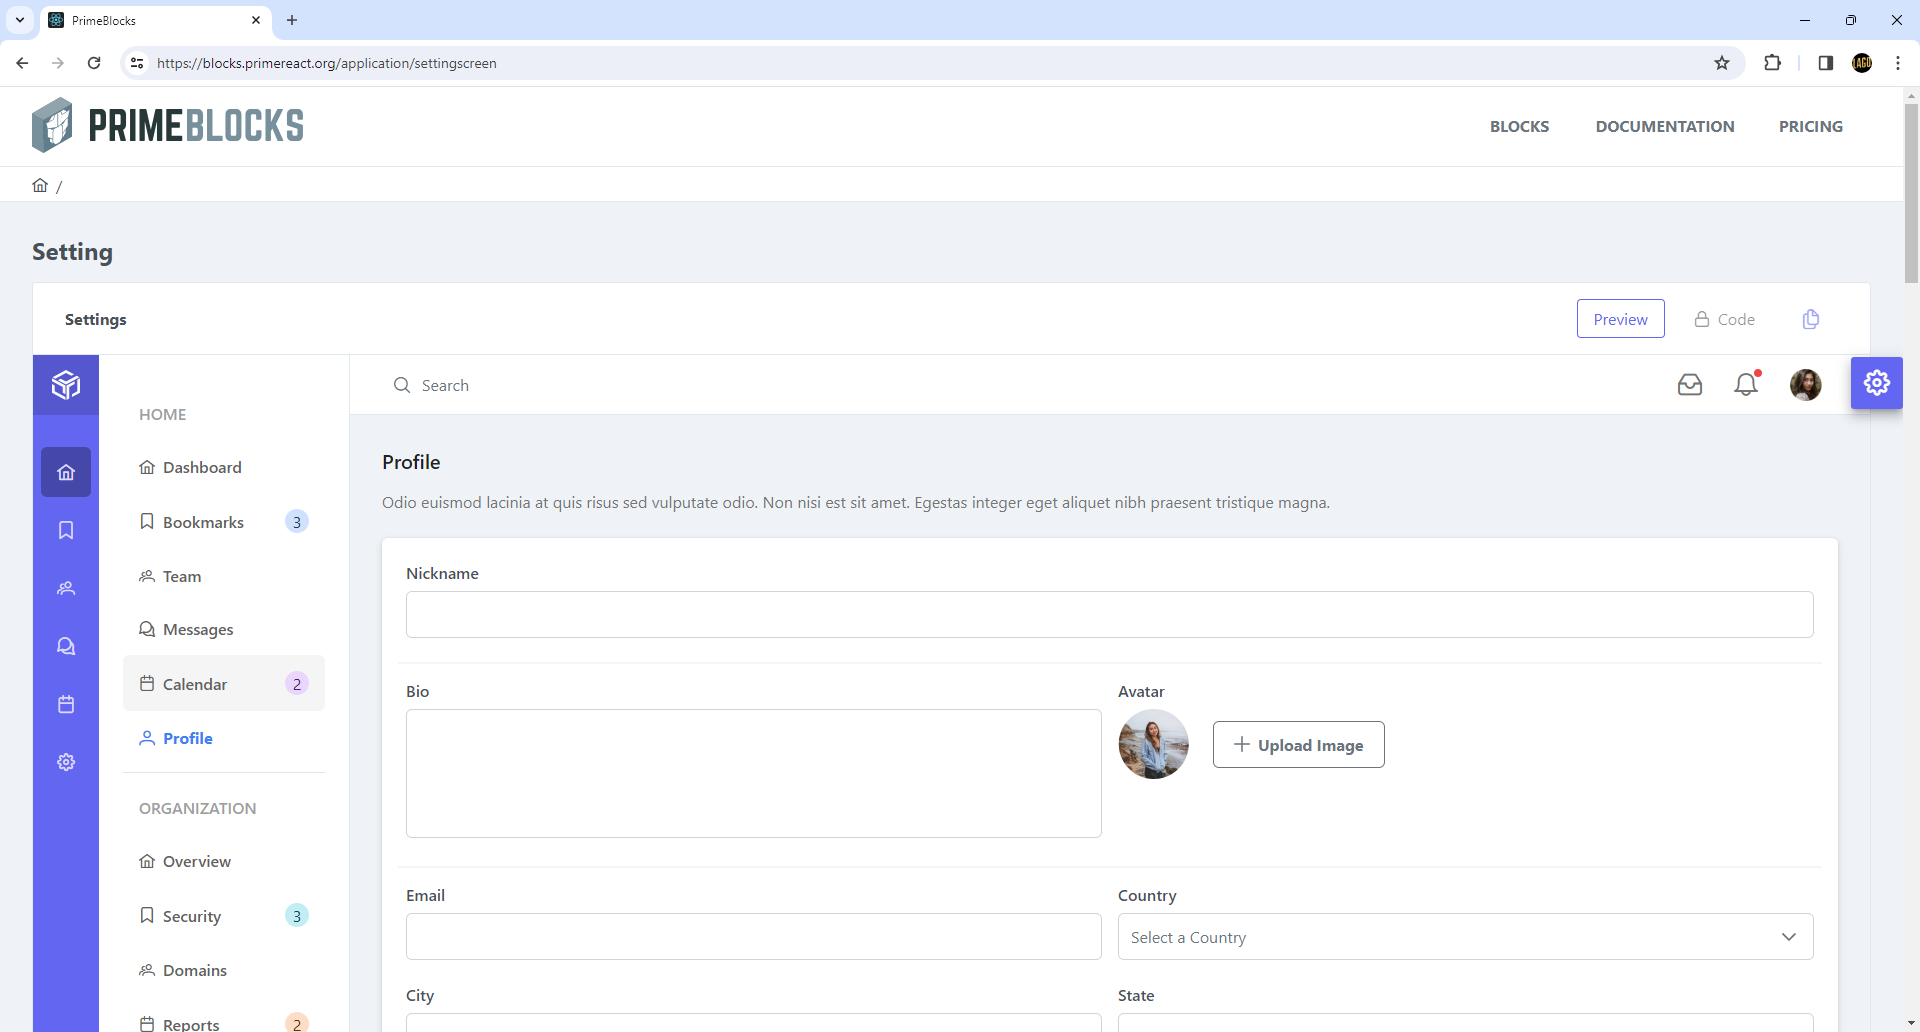 PrimeBlocks
https://blocks.primereact.org/application/settingscreen
PRIMEBLOCKS
BLOCKS
DOCUMENTATION
PRICING
/
Setting
Settings
Preview
Code
HOME
Dashboard
Bookmarks 3
Team
Messages
Calendar 2
Profile
ORGANIZATION
Overview
Security 3
Domains
Reports 2
Search
Profile
Odio euismod lacinia at quis risus sed vulputate odio. Non nisi est sit amet. Egestas integer eget aliquet nibh praesent tristique magna.
Nickname
Bio
Avatar
Upload Image
Email
Country
Select a Country
City
State